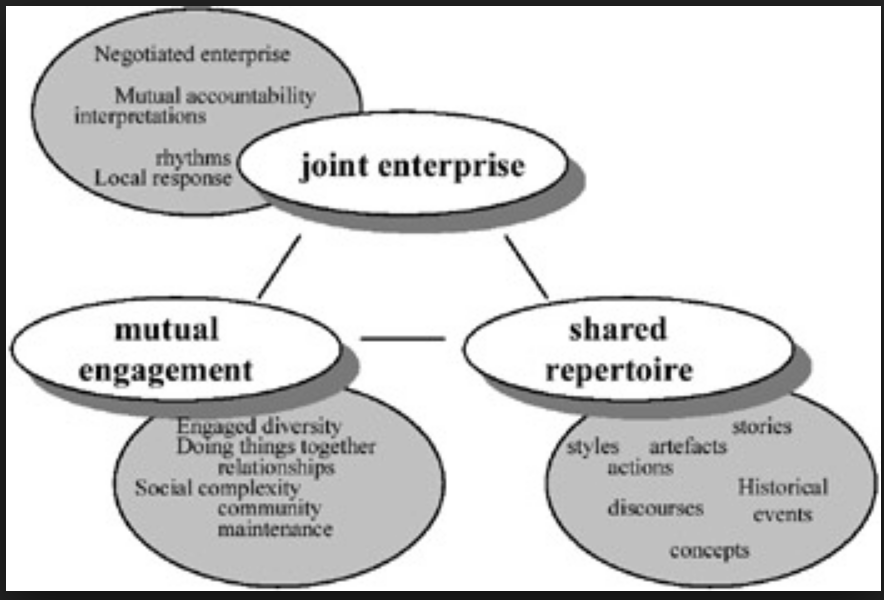 Negotiated enterprise
Mutual accountability
interpretations
rhythms
Local response
joint enterprise
mutual
engagement
Engaged diversity
Doing things together
relationships
Social complexity
community
maintenance
shared
repertoire
stories
styles artefacts
actions
Historical
discourses
events
concepts